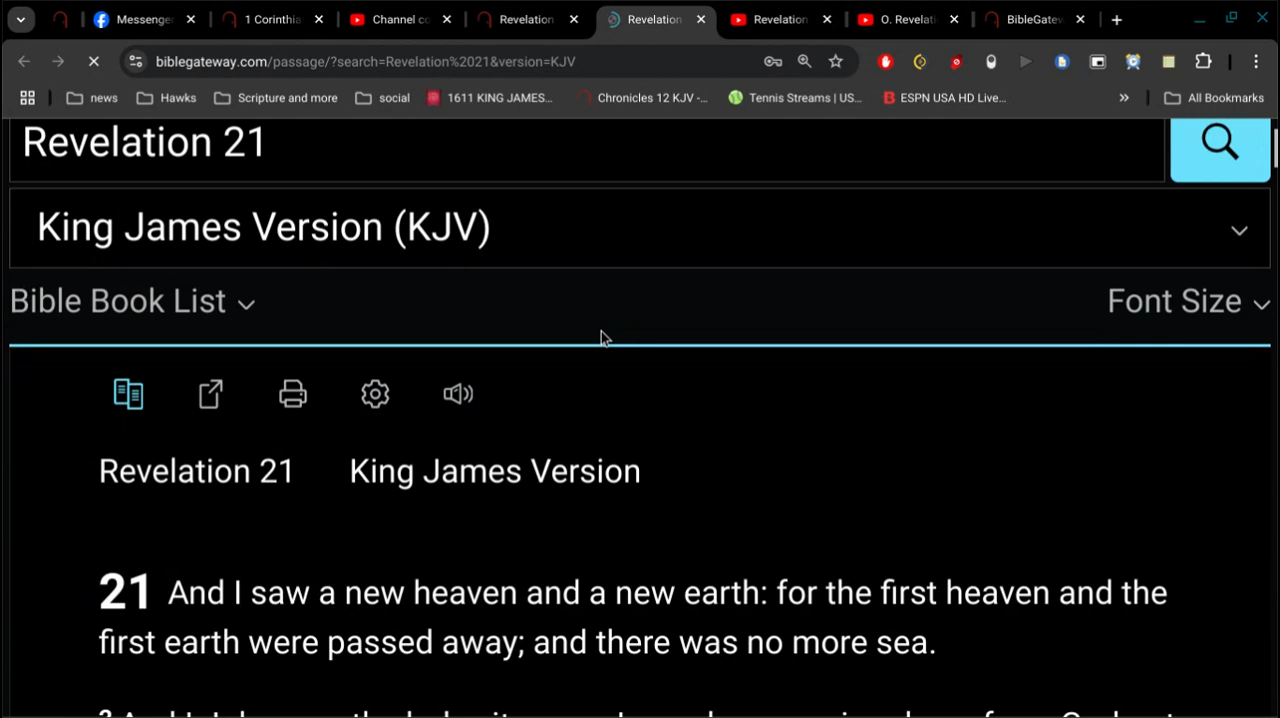 Messenger
1 Corinthia
Channel co
Revelation
Revelation
Revelation
O. Revelati
BibleGatew
biblegateway.com/passage/?search=Revelation%2021&version=KJV
news
Hawks
Scripture and more
social
1611 KING JAMES...
Chronicles 12 KJV -...
Tennis Streams | US...
ESPN USA HD Live...
All Bookmarks
Revelation 21
King James Version (KJV)
Bible Book List
Font Size
Revelation 21 King James Version
21 And I saw a new heaven and a new earth: for the first heaven and the
first earth were passed away; and there was no more sea.